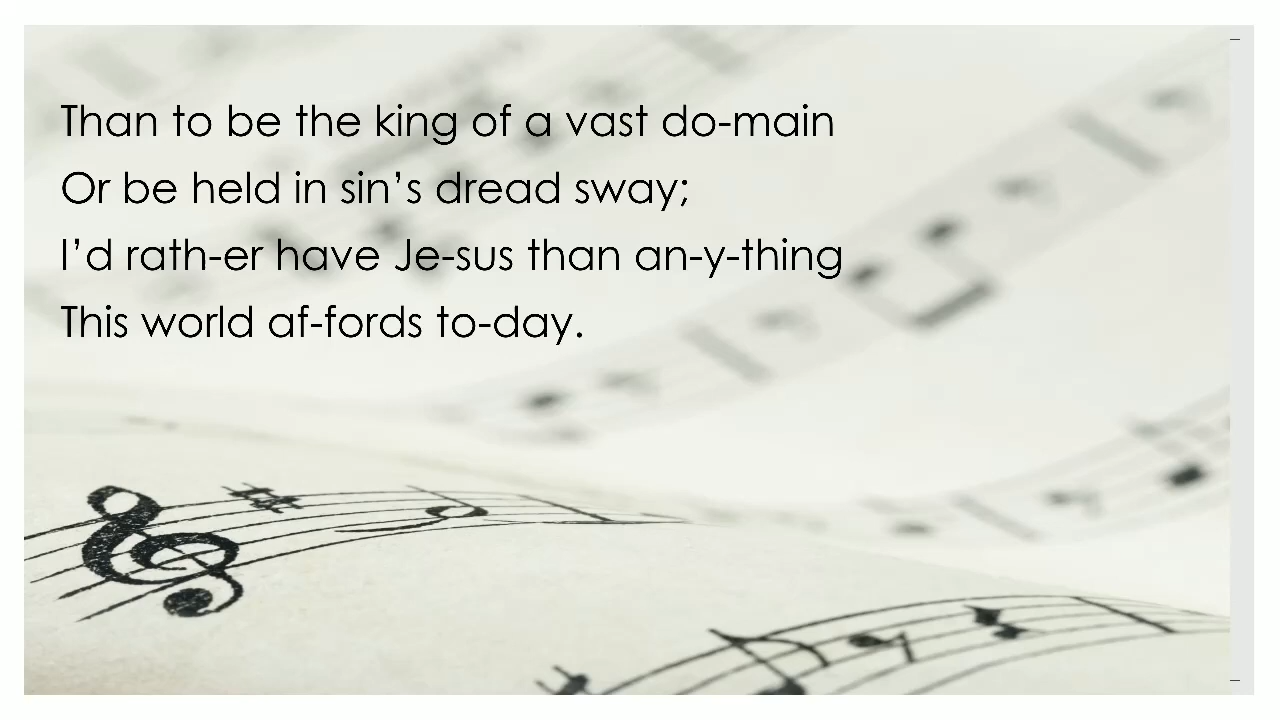 Than to be the king of a vast do-main
Or be held in sin’s dread sway;
I’d rath-er have Je-sus than an-y-thing
This world af-fords to-day.